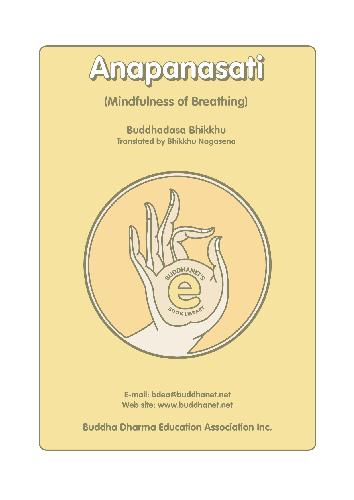 Anapanasati
(Mindfulness of Breathing)
Buddhadasa Bhikkhu
Translated by Bhikkhu Nagasena
BUDDHANET'S
e
BOOK LIBRARY
E-mail: bdea@buddhanet.net
Web site: www.buddhanet.net
Buddha Dharma Education Association Inc.